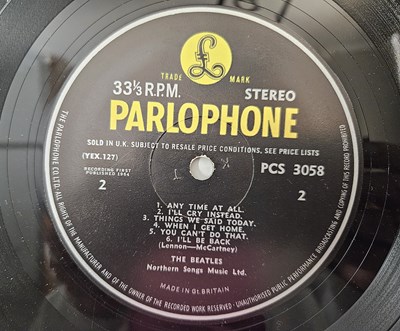 TRADE MARK
33⅓ R.P.M. STEREO
PARLOPHONE
SOLD IN U.K. SUBJECT TO RESALE PRICE CONDITIONS, SEE PRICE LISTS
(YEX.127) PCS 3058
RECORDING FIRST
PUBLISHED 1964
2 2
1. ANY TIME AT ALL.
2. I'LL CRY INSTEAD.
3. THINGS WE SAID TODAY.
4. WHEN I GET HOME.
5. YOU CAN'T DO THAT.
6. I'LL BE BACK
(Lennon—McCartney)
THE BEATLES
Northern Songs Music Ltd.
MADE IN GT. BRITAIN
THE PARLOPHONE CO. LTD.—ALL RIGHTS OF THE MANUFACTURER AND OF THE OWNER OF THE RECORDED WORK RESERVED—UNAUTHORISED PUBLIC PERFORMANCE BROADCASTING AND COPYING OF THIS RECORD PROHIBITED